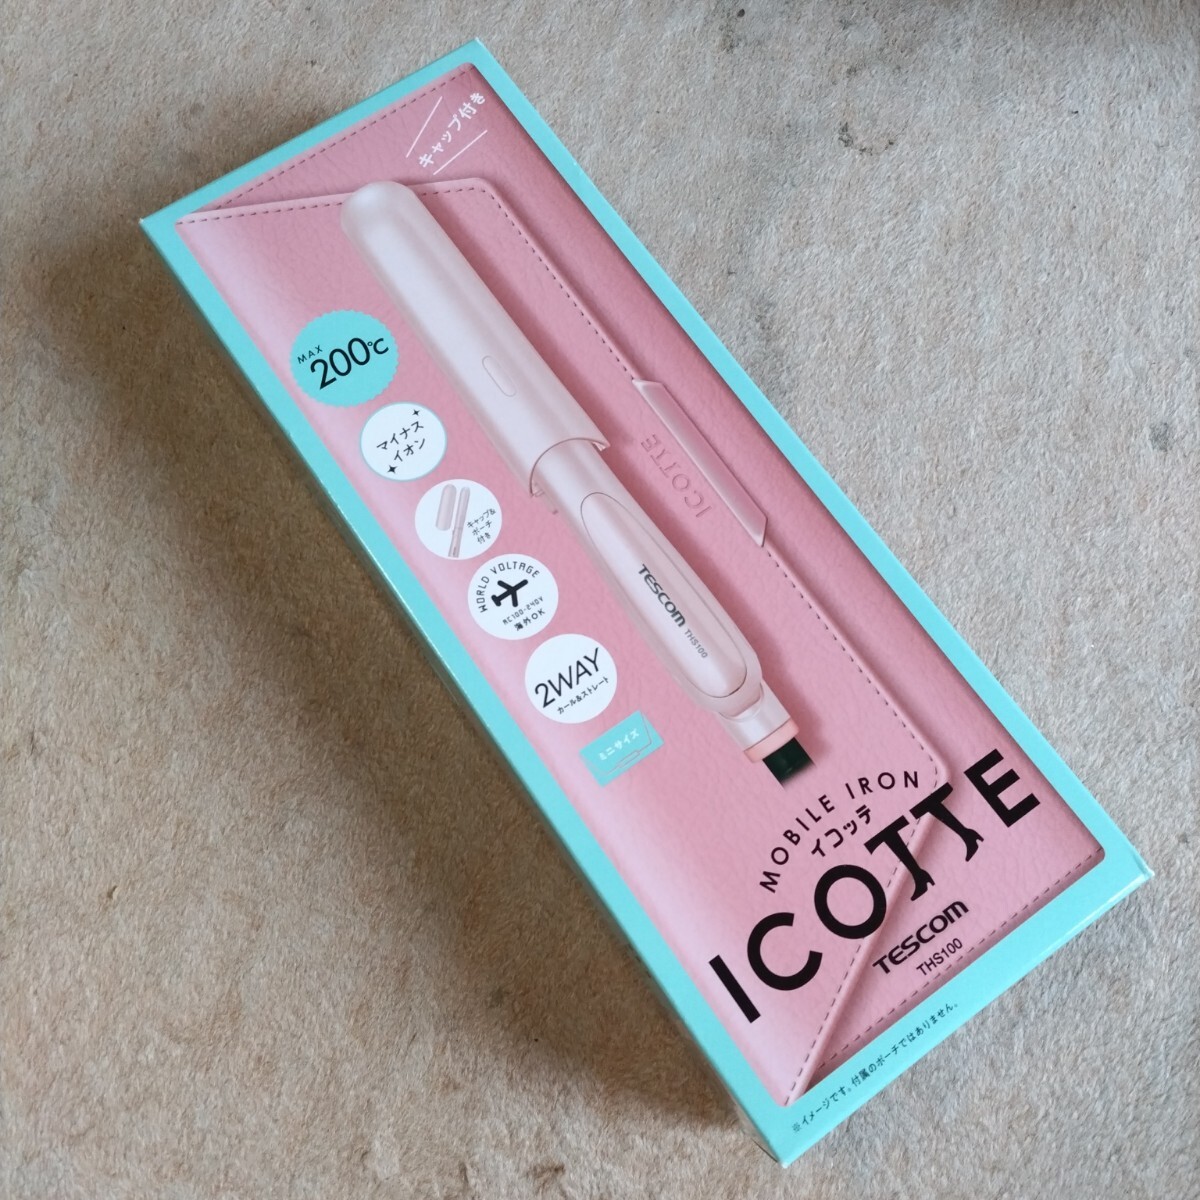 キャップ付き
MAX
200℃
マイナス
イオン
キャップ&
ポーチ
付き
WORLD VOLTAGE
AC100-240V
海外OK
2WAY
カール&ストレート
ミニサイズ
ICOTTE
TESCOM THS100
MOBILE IRON
イコッテ
ICOTTE
TESCOM
THS100
※イメージです。付属のポーチではありません。